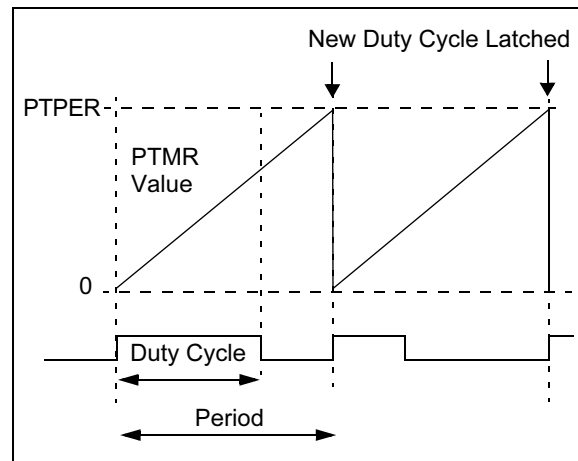 New Duty Cycle Latched
PTPER
PTMR
Value
0
Duty Cycle
Period